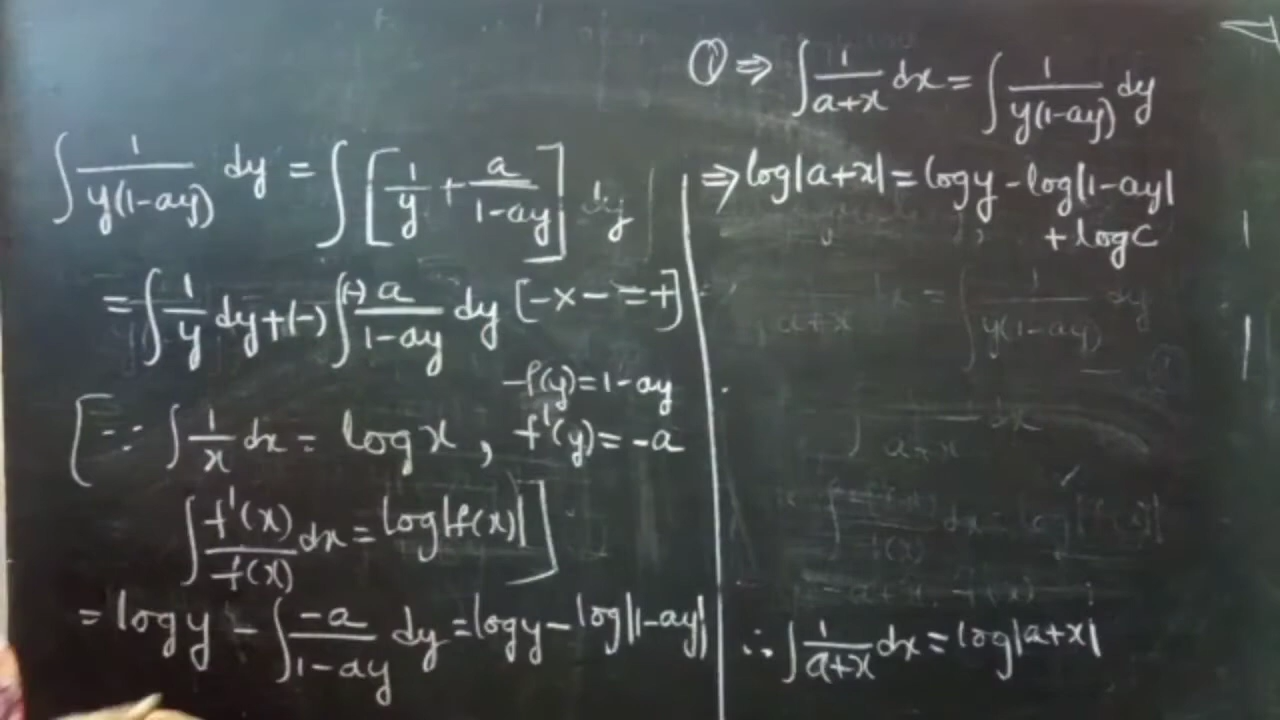 ∫ 1/(y(1-ay)) dy = ∫ [1/y + a/(1-ay)] dy
= ∫ 1/y dy + (-) ∫ (-) a/(1-ay) dy [-x- = +]
f(y) = 1-ay
[∵ ∫ 1/x dx = log x, f'(y) = -a
∫ f'(x)/f(x) dx = log|f(x)|]
= log y - ∫ -a/(1-ay) dy = log y - log|1-ay|
① ⇒ ∫ 1/(a+x) dx = ∫ 1/(y(1-ay)) dy
⇒ log|a+x| = log y - log|1-ay|
+ log C
∴ ∫ 1/(a+x) dx = log|a+x|